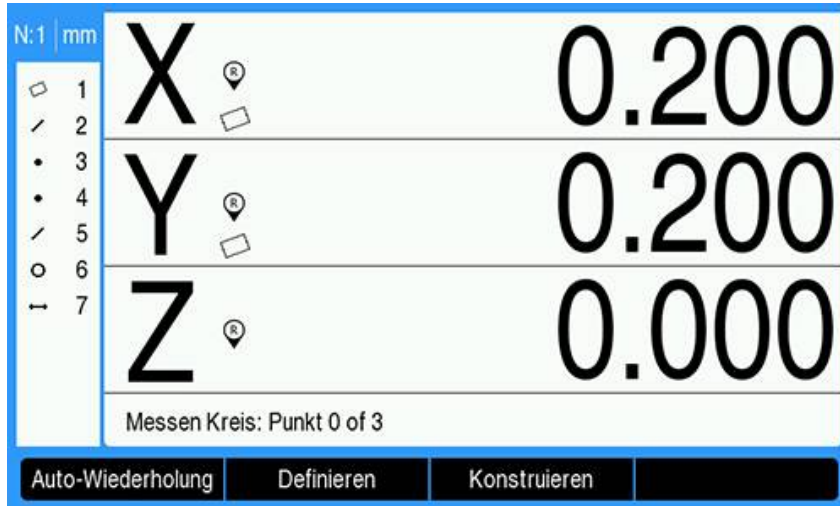 N:1 mm
1
2
3
4
5
6
7
X R 0.200
Y R 0.200
Z R 0.000
Messen Kreis: Punkt 0 of 3
Auto-Wiederholung Definieren Konstruieren